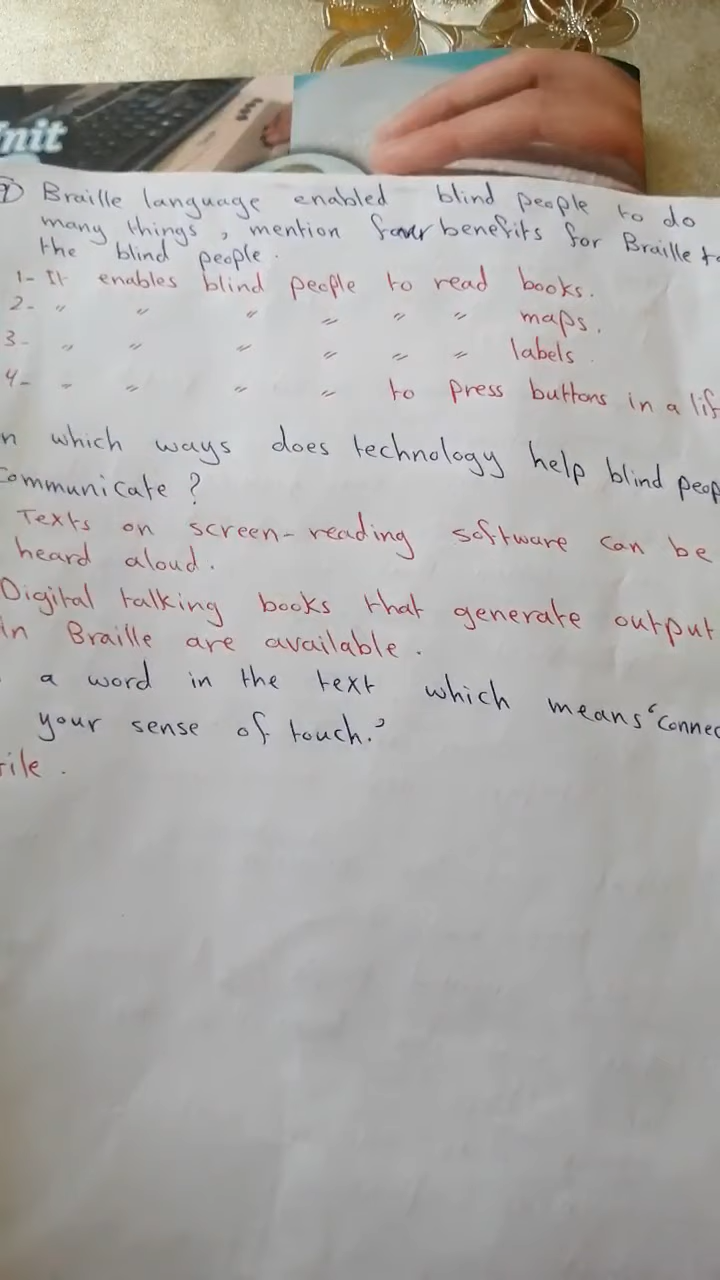 Unit
9) Braille language enabled blind people to do
many things, mention four benefits for Braille to
the blind people.
1- It enables blind people to read books.
2- " " " " " " maps.
3- " " " " " " labels.
4- " " " " to press buttons in a lif
n which ways does technology help blind peop
communicate?
Texts on screen-reading software can be
heard aloud.
Digital talking books that generate output
in Braille are available.
a word in the text which means "connec
your sense of touch."
tile.